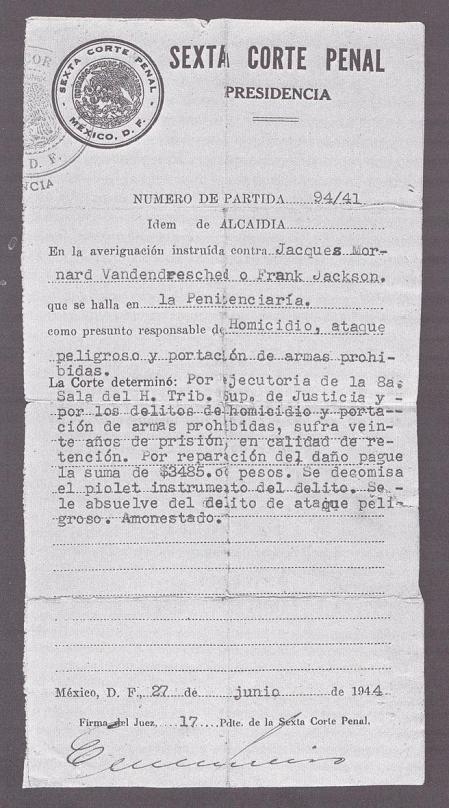 SEXTA CORTE PENAL
PRESIDENCIA
SEXTA CORTE PENAL
MEXICO, D. F.
D. F.
NCIA
NUMERO DE PARTIDA 94/41
Idem de ALCAIDIA
En la averiguación instruída contra Jacques Mor-
nard Vandendresched o Frank Jackson.
que se halla en la Penitenciaría.
como presunto responsable de Homicidio, ataque
peligroso y portación de armas prohi-
bidas.
La Corte determinó: Por ejecutoria de la 8a.
Sala del H. Trib. Sup. de Justicia y -
por los delitos de homicidio y porta-
ción de armas prohibidas, sufra vein-
te años de prisión, en calidad de re-
tención. Por reparación del daño pague
la suma de $3485.0 pesos. Se decomisa
el piolet instrumento del delito. Se -
le absuelve del delito de ataque peli-
groso. Amonestado.
México, D. F., 27 de junio de 1944
Firma del Juez, 17 Pdte. de la Sexta Corte Penal.